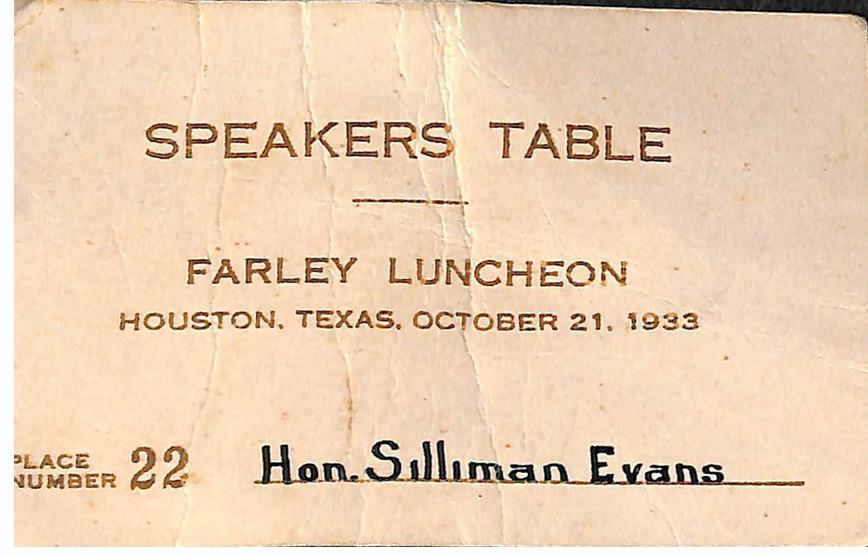 SPEAKERS TABLE
FARLEY LUNCHEON
HOUSTON, TEXAS, OCTOBER 21, 1933
PLACE
NUMBER 22 Hon. Silliman Evans